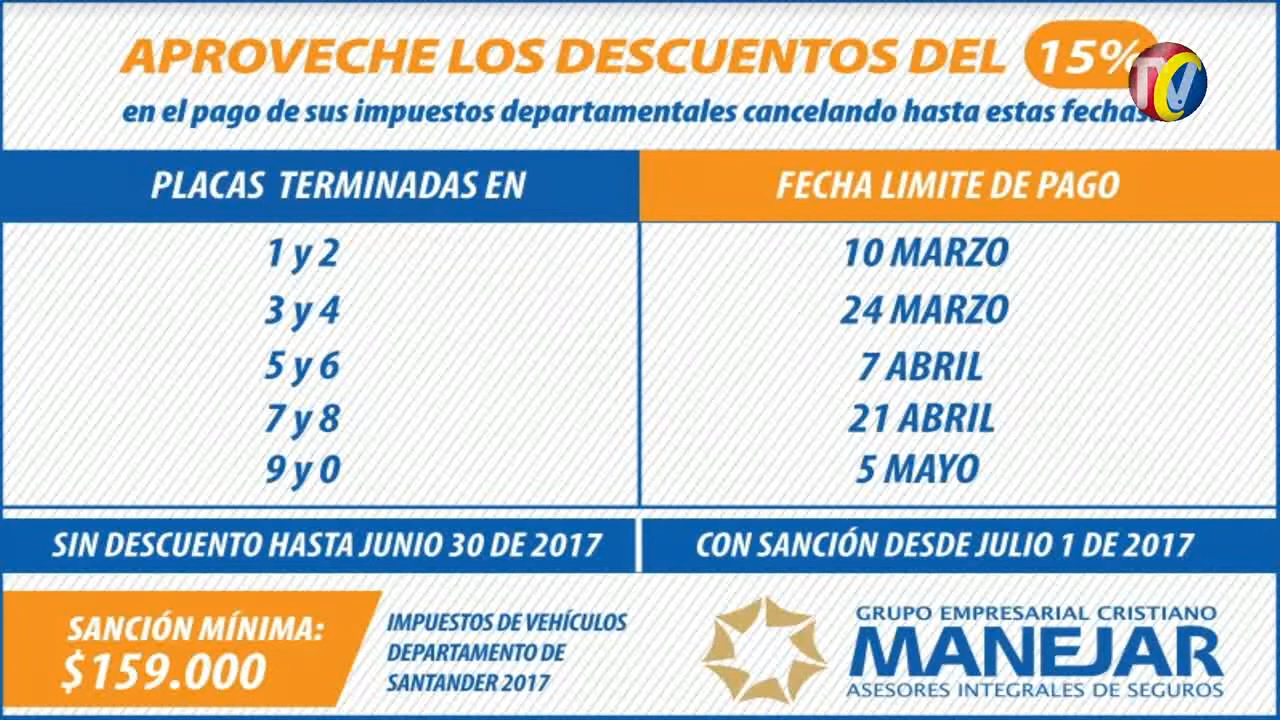 APROVECHE LOS DESCUENTOS DEL 15%
en el pago de sus impuestos departamentales cancelando hasta estas fechas.
PLACAS TERMINADAS EN FECHA LIMITE DE PAGO
1 y 2 10 MARZO
3 y 4 24 MARZO
5 y 6 7 ABRIL
7 y 8 21 ABRIL
9 y 0 5 MAYO
SIN DESCUENTO HASTA JUNIO 30 DE 2017 CON SANCIÓN DESDE JULIO 1 DE 2017
SANCIÓN MÍNIMA:
$159.000
IMPUESTOS DE VEHÍCULOS
DEPARTAMENTO DE
SANTANDER 2017
GRUPO EMPRESARIAL CRISTIANO
MANEJAR
ASESORES INTEGRALES DE SEGUROS
TVC